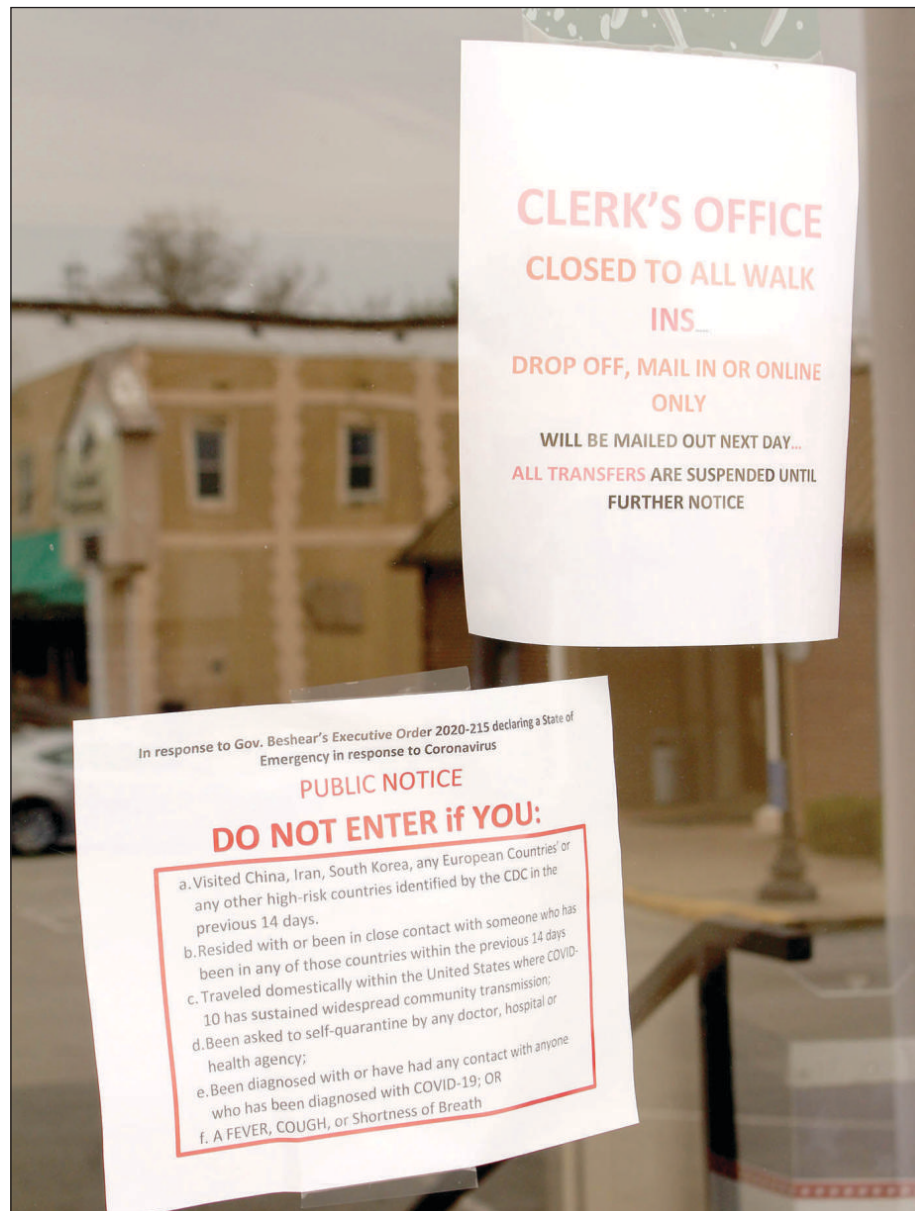 CLERK'S OFFICE
CLOSED TO ALL WALK
INS....
DROP OFF, MAIL IN OR ONLINE
ONLY
WILL BE MAILED OUT NEXT DAY...
ALL TRANSFERS ARE SUSPENDED UNTIL
FURTHER NOTICE
In response to Gov. Beshear's Executive Order 2020-215 declaring a State of
Emergency in response to Coronavirus
PUBLIC NOTICE
DO NOT ENTER if YOU:
a. Visited China, Iran, South Korea, any European Countries' or
any other high-risk countries identified by the CDC in the
previous 14 days.
b. Resided with or been in close contact with someone who has
been in any of those countries within the previous 14 days
c. Traveled domestically within the United States where COVID-
10 has sustained widespread community transmission;
d. Been asked to self-quarantine by any doctor, hospital or
health agency;
e. Been diagnosed with or have had any contact with anyone
who has been diagnosed with COVID-19; OR
f. A FEVER, COUGH, or Shortness of Breath